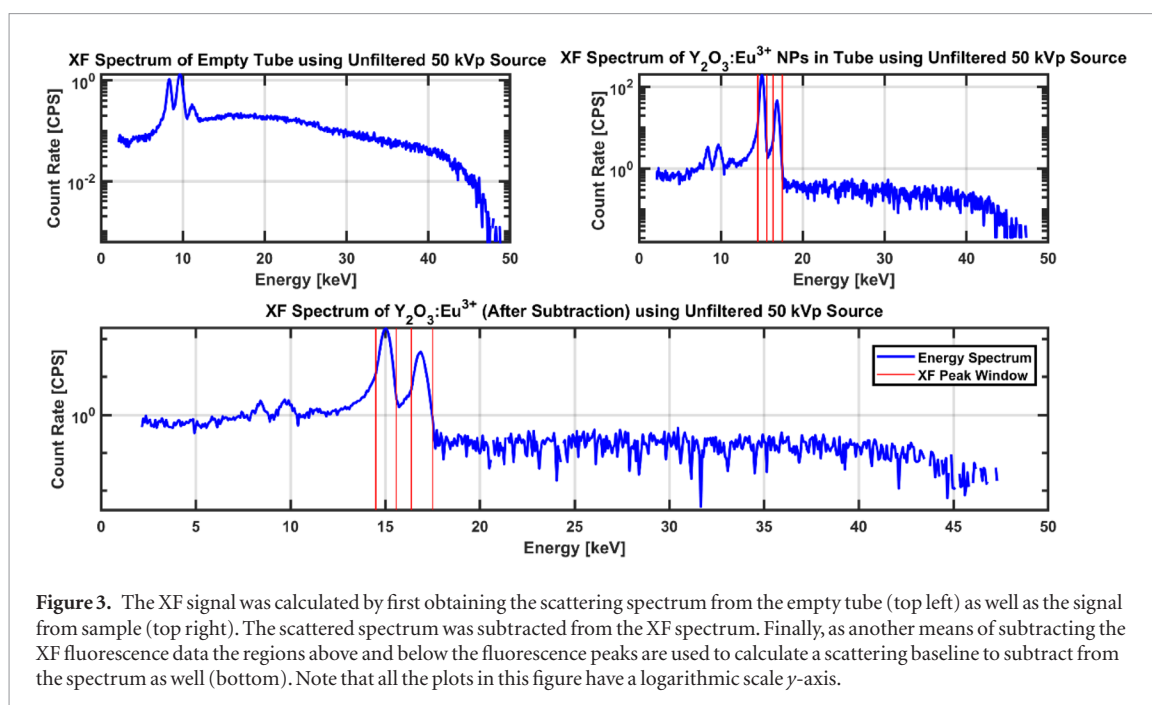 XF Spectrum of Empty Tube using Unfiltered 50 kVp Source
10⁰
10⁻²
Count Rate [CPS]
0 10 20 30 40 50
Energy [keV]
XF Spectrum of Y₂O₃:Eu³⁺ NPs in Tube using Unfiltered 50 kVp Source
10²
10⁰
Count Rate [CPS]
0 10 20 30 40 50
Energy [keV]
XF Spectrum of Y₂O₃:Eu³⁺ (After Subtraction) using Unfiltered 50 kVp Source
Energy Spectrum
XF Peak Window
10⁰
Count Rate [CPS]
0 5 10 15 20 25 30 35 40 45 50
Energy [keV]
Figure 3. The XF signal was calculated by first obtaining the scattering spectrum from the empty tube (top left) as well as the signal
from sample (top right). The scattered spectrum was subtracted from the XF spectrum. Finally, as another means of subtracting the
XF fluorescence data the regions above and below the fluorescence peaks are used to calculate a scattering baseline to subtract from
the spectrum as well (bottom). Note that all the plots in this figure have a logarithmic scale y-axis.